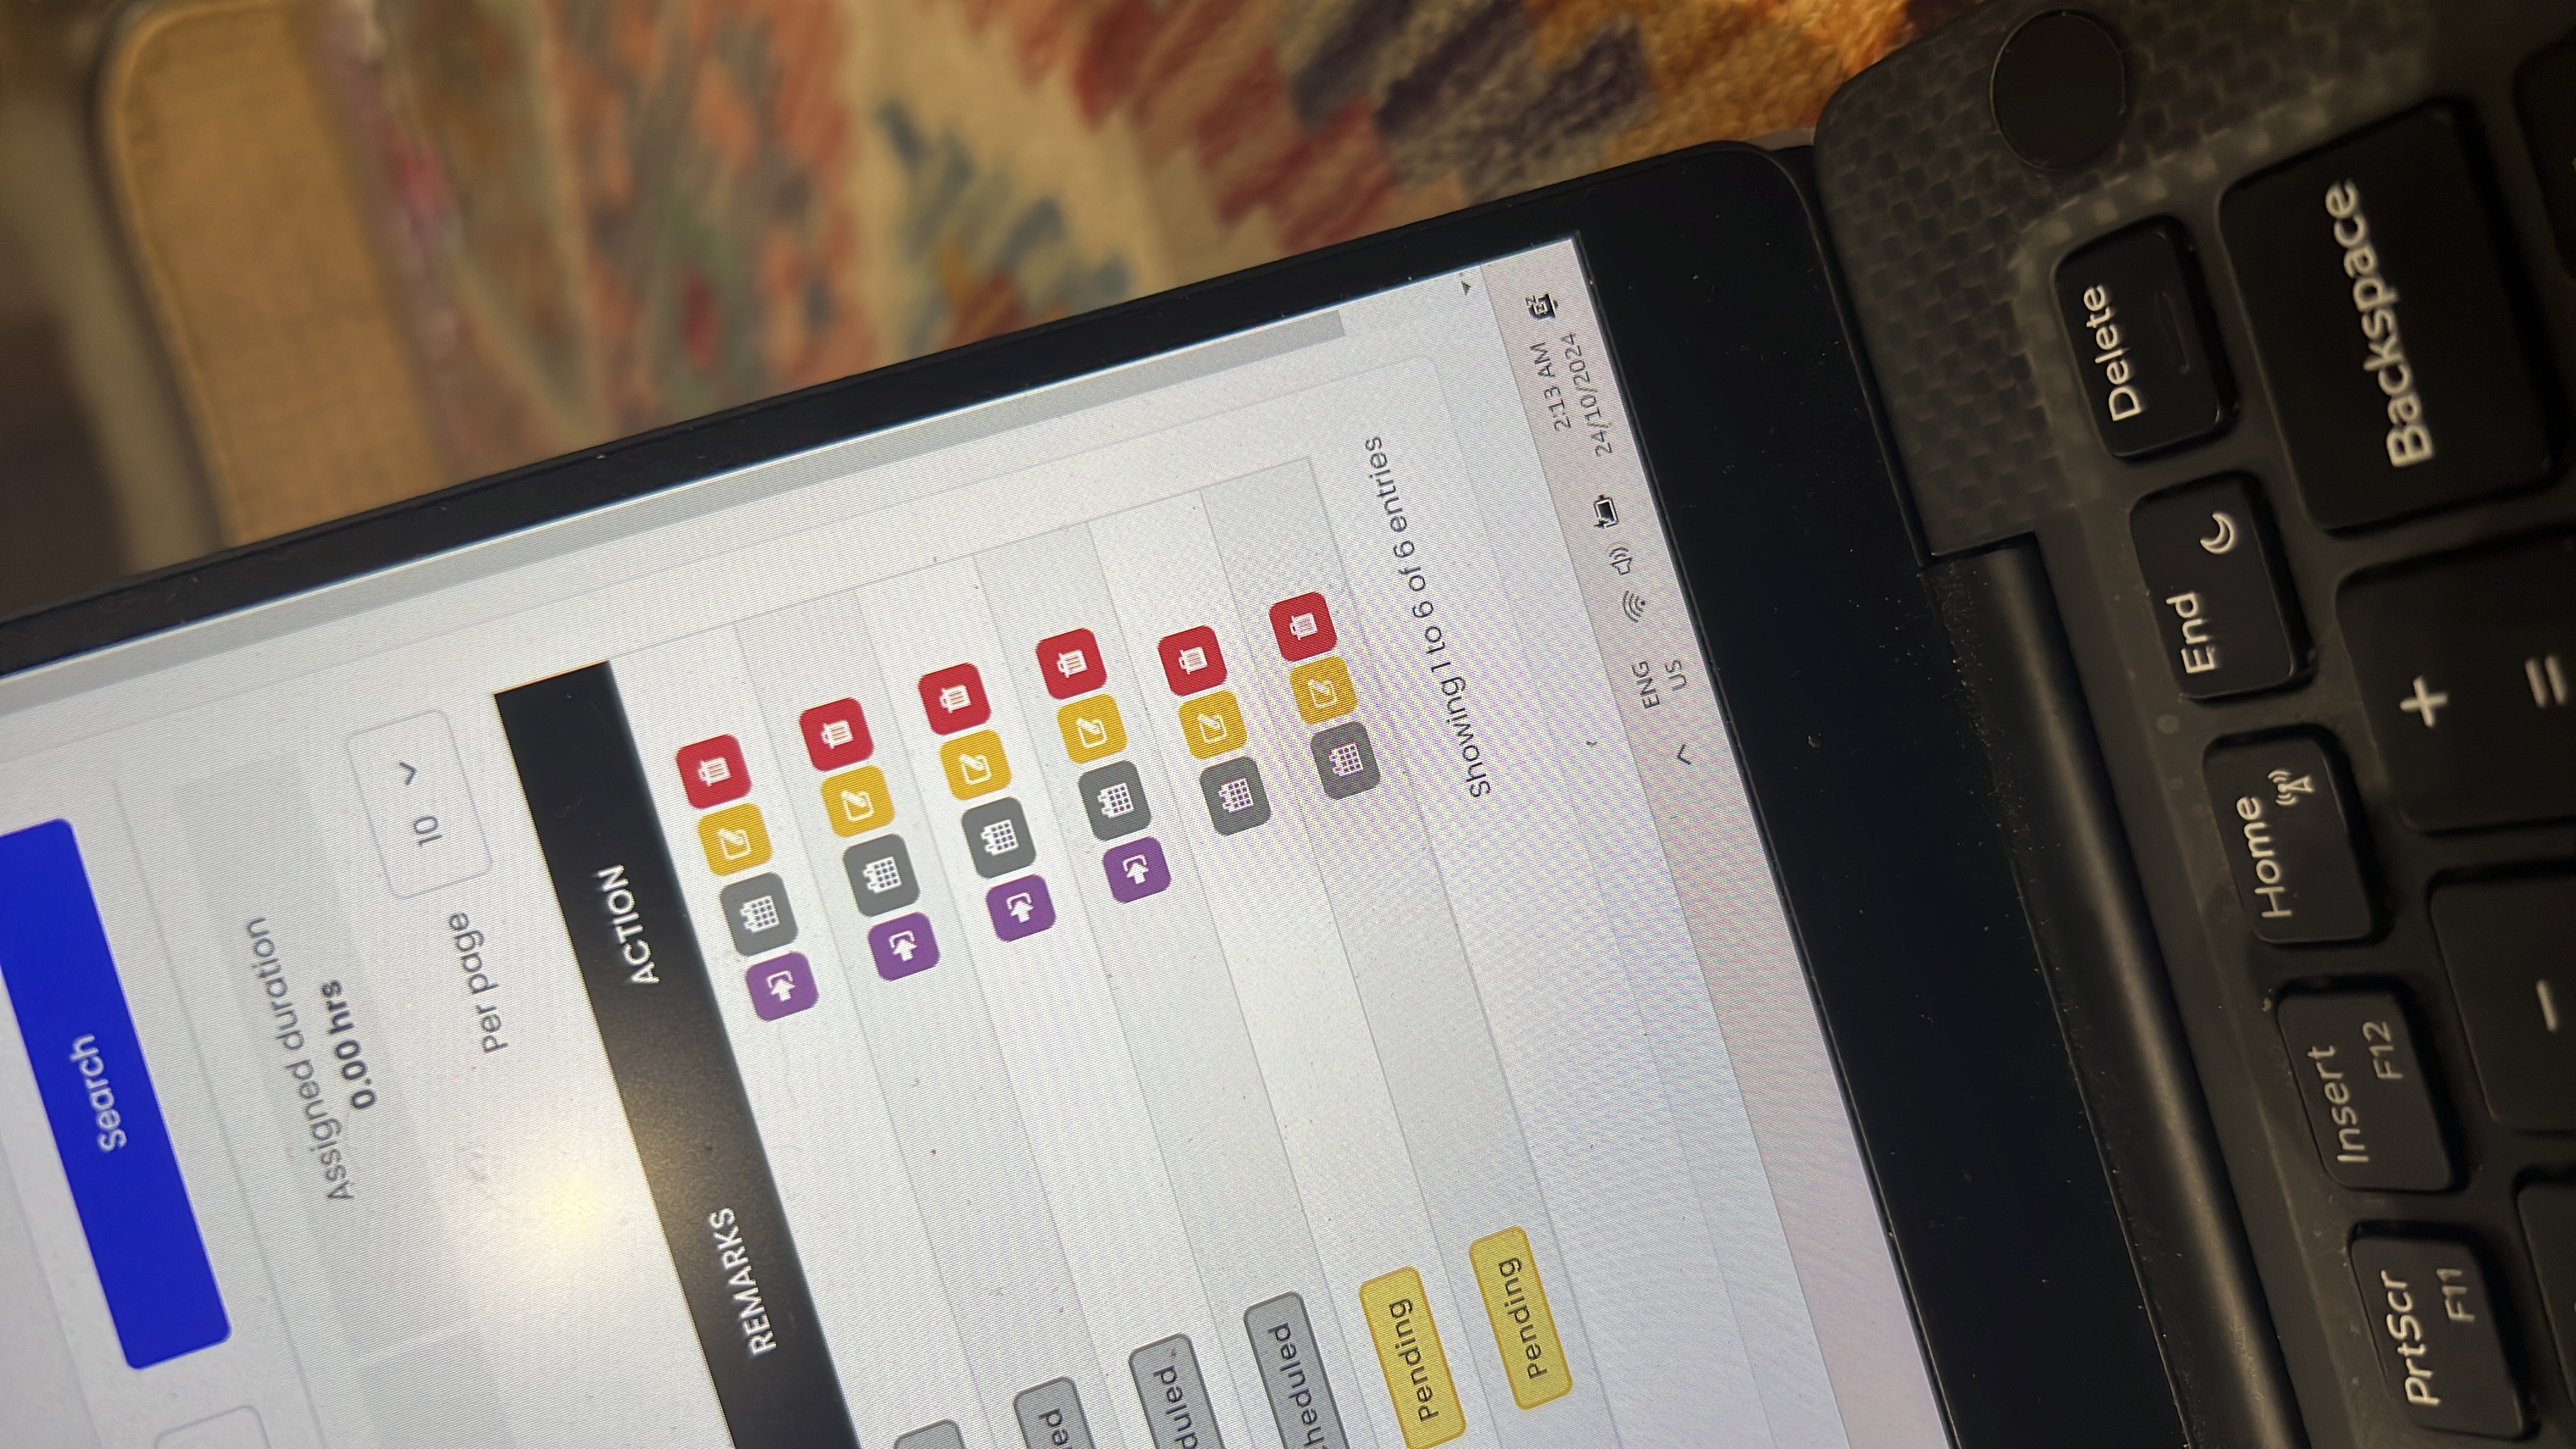 Search
Assigned duration
0.00 hrs
Per page 10
REMARKS ACTION
ed
duled
heduled
Pending
Pending
Showing 1 to 6 of 6 entries
ENG
US
2:13 AM
24/10/2024
Delete
End
Home
Insert
F12
PrtScr
F11
Backspace
+
=
-